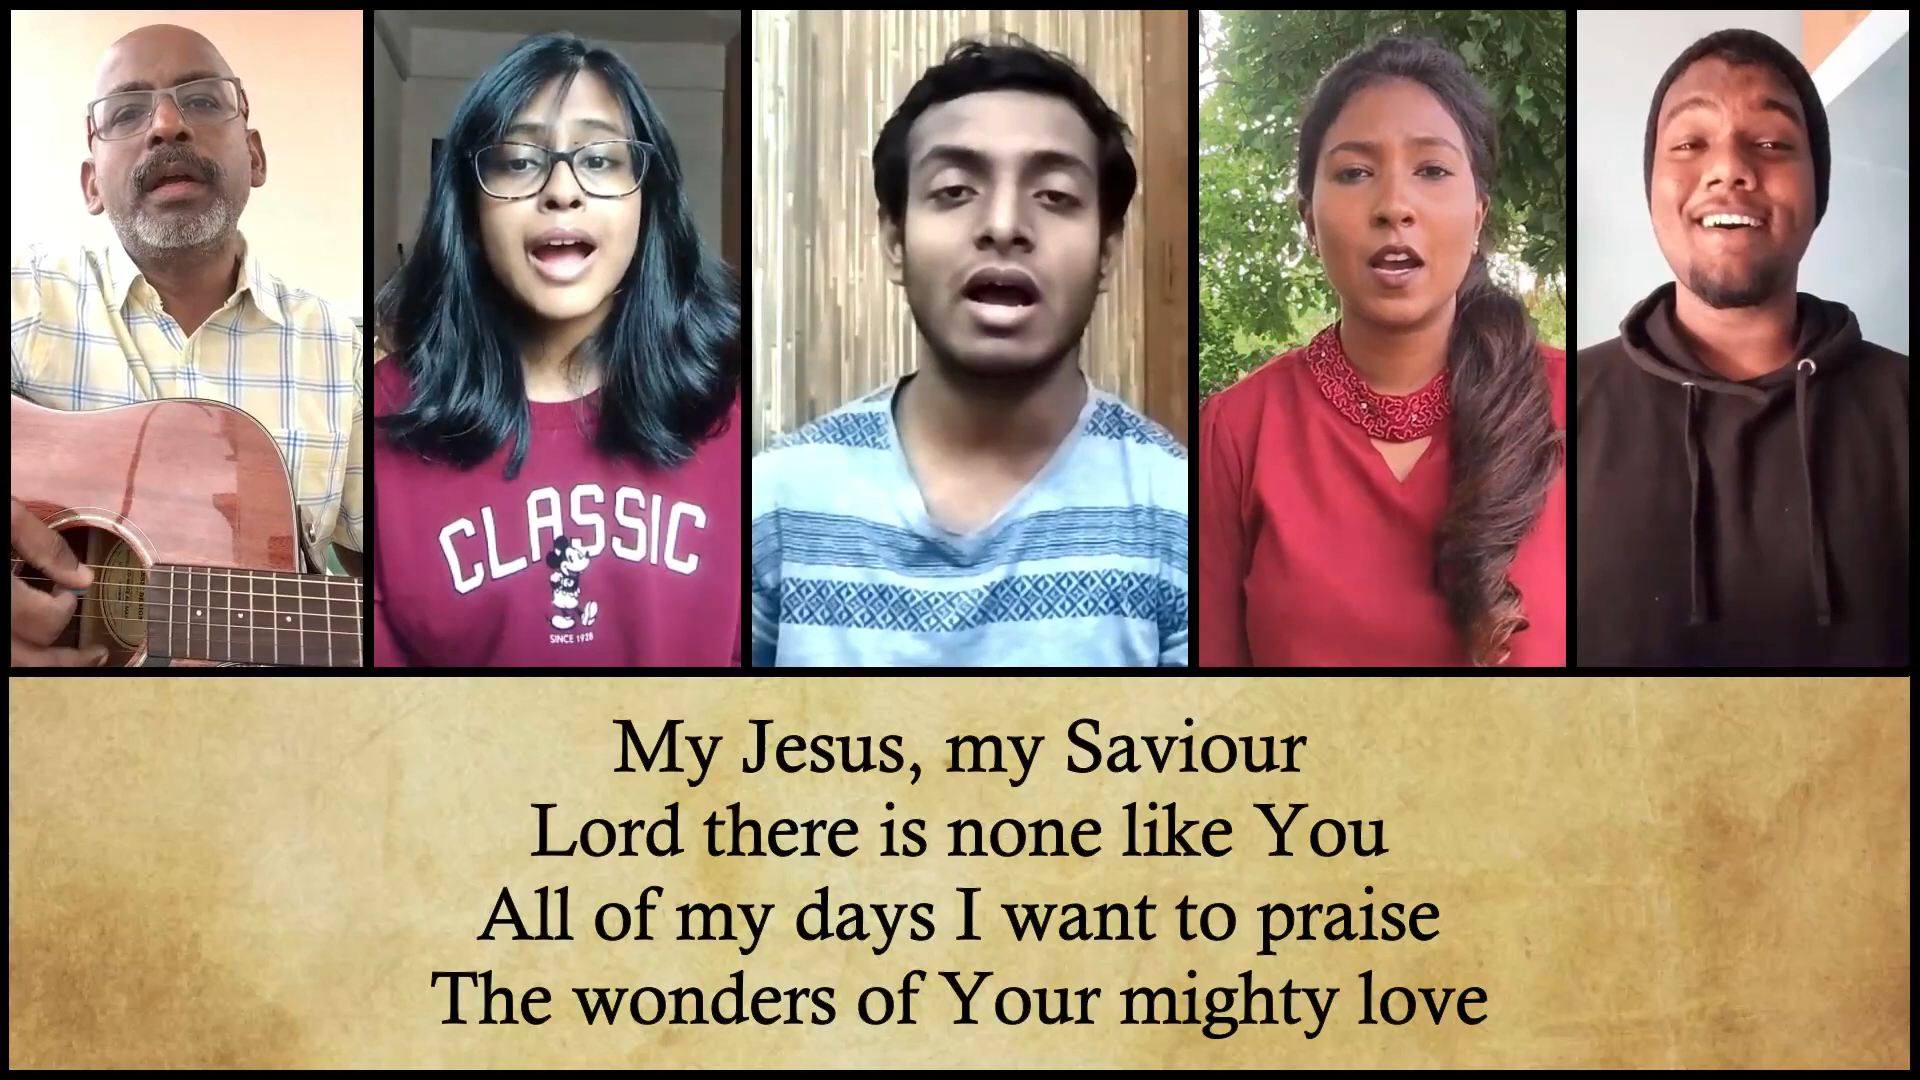 CLASSIC
SINCE 1928
My Jesus, my Saviour
Lord there is none like You
All of my days I want to praise
The wonders of Your mighty love